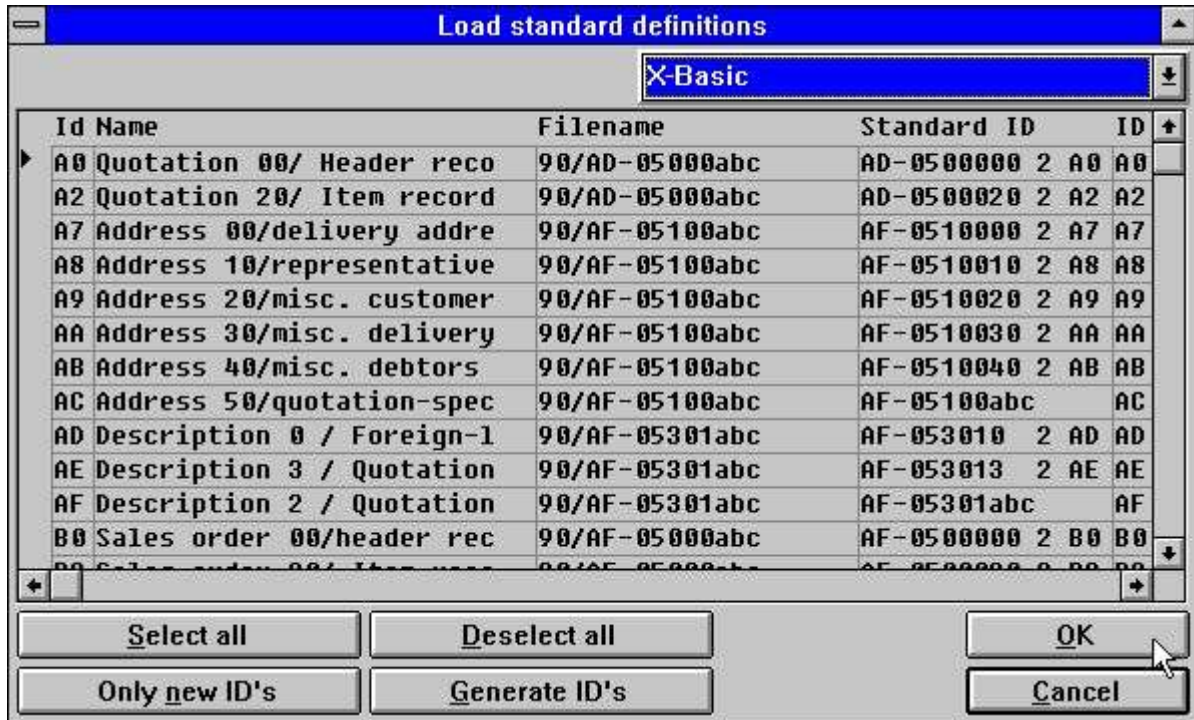 Load standard definitions
X-Basic
Id Name Filename Standard ID ID
A0 Quotation 00/ Header reco 90/AD-05000abc AD-0500000 2 A0 A0
A2 Quotation 20/ Item record 90/AD-05000abc AD-0500020 2 A2 A2
A7 Address 00/delivery addre 90/AF-05100abc AF-0510000 2 A7 A7
A8 Address 10/representative 90/AF-05100abc AF-0510010 2 A8 A8
A9 Address 20/misc. customer 90/AF-05100abc AF-0510020 2 A9 A9
AA Address 30/misc. delivery 90/AF-05100abc AF-0510030 2 AA AA
AB Address 40/misc. debtors 90/AF-05100abc AF-0510040 2 AB AB
AC Address 50/quotation-spec 90/AF-05100abc AF-05100abc AC
AD Description 0 / Foreign-l 90/AF-05301abc AF-053010 2 AD AD
AE Description 3 / Quotation 90/AF-05301abc AF-053013 2 AE AE
AF Description 2 / Quotation 90/AF-05301abc AF-05301abc AF
B0 Sales order 00/header rec 90/AF-05000abc AF-0500000 2 B0 B0
Select all Deselect all OK
Only new ID's Generate ID's Cancel